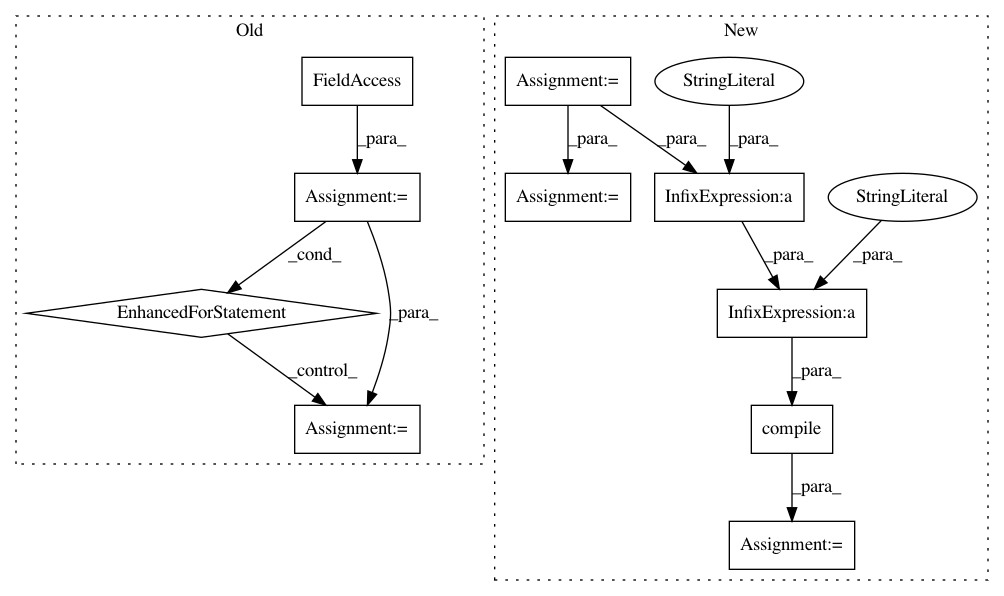 Old
New
FieldAccess
Assignment:=
StringLiteral
_para_
_para_
_para_
_para_
Assignment:=
Assignment:=
InfixExpression:a
StringLiteral
_cond_
_para_
_para_
EnhancedForStatement
_para_
InfixExpression:a
_control_
_para_
Assignment:=
compile
_para_
Assignment:=